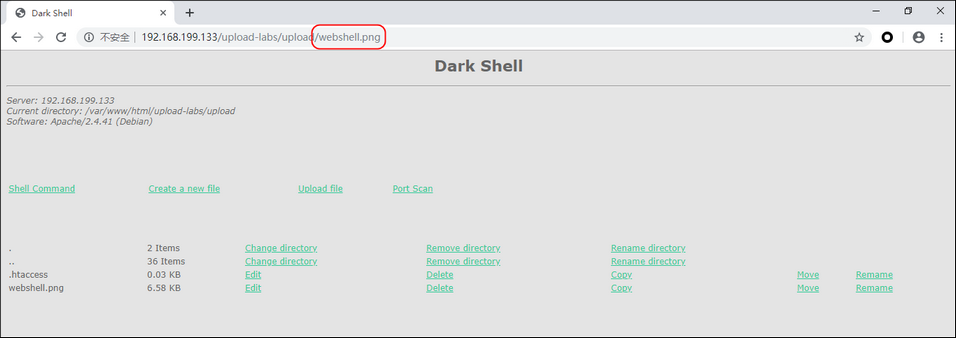 Dark Shell
不安全 | 192.168.199.133/upload-labs/upload/webshell.png
Dark Shell
Server: 192.168.199.133
Current directory: /var/www/html/upload-labs/upload
Software: Apache/2.4.41 (Debian)
Shell Command Create a new file Upload file Port Scan
. 2 Items Change directory Remove directory Rename directory
.. 36 Items Change directory Remove directory Rename directory
.htaccess 0.03 KB Edit Delete Copy Move Rename
webshell.png 6.58 KB Edit Delete Copy Move Rename